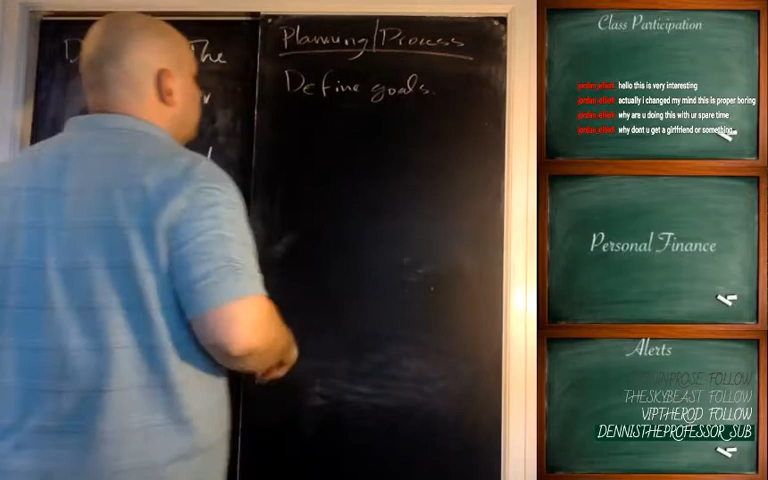 The
Planning/Process
Define goals.
Class Participation
hello this is very interesting
actually i changed my mind this is proper boring
why are u doing this with ur spare time
why dont u get a girlfriend or something
Personal Finance
Alerts
FOLLOW
THESKYBEAST FOLLOW
VIPTHEROD FOLLOW
DENNISTHEPROFESSOR SUB